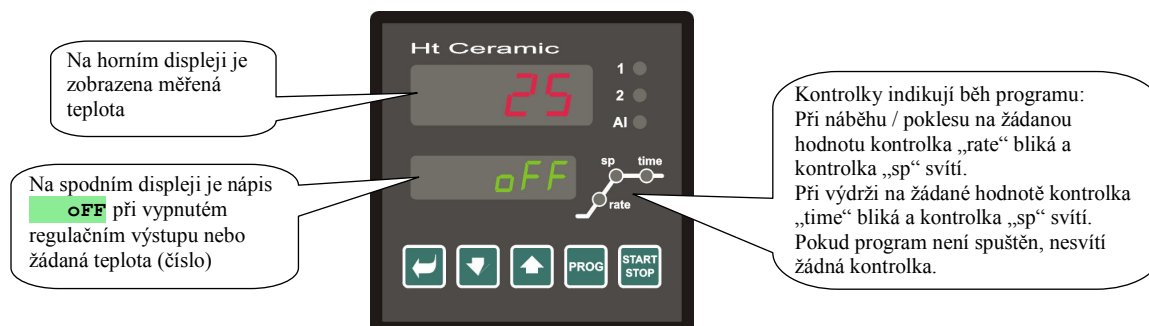 Na horním displeji je
zobrazena měřená
teplota
Na spodním displeji je nápis
oFF při vypnutém
regulačním výstupu nebo
žádaná teplota (číslo)
Ht Ceramic
25
1
2
Al
oFF
sp time
rate
PROG
START
STOP
Kontrolky indikují běh programu:
Při náběhu / poklesu na žádanou
hodnotu kontrolka „rate“ bliká a
kontrolka „sp“ svítí.
Při výdrži na žádané hodnotě kontrolka
„time“ bliká a kontrolka „sp“ svítí.
Pokud program není spuštěn, nesvítí
žádná kontrolka.